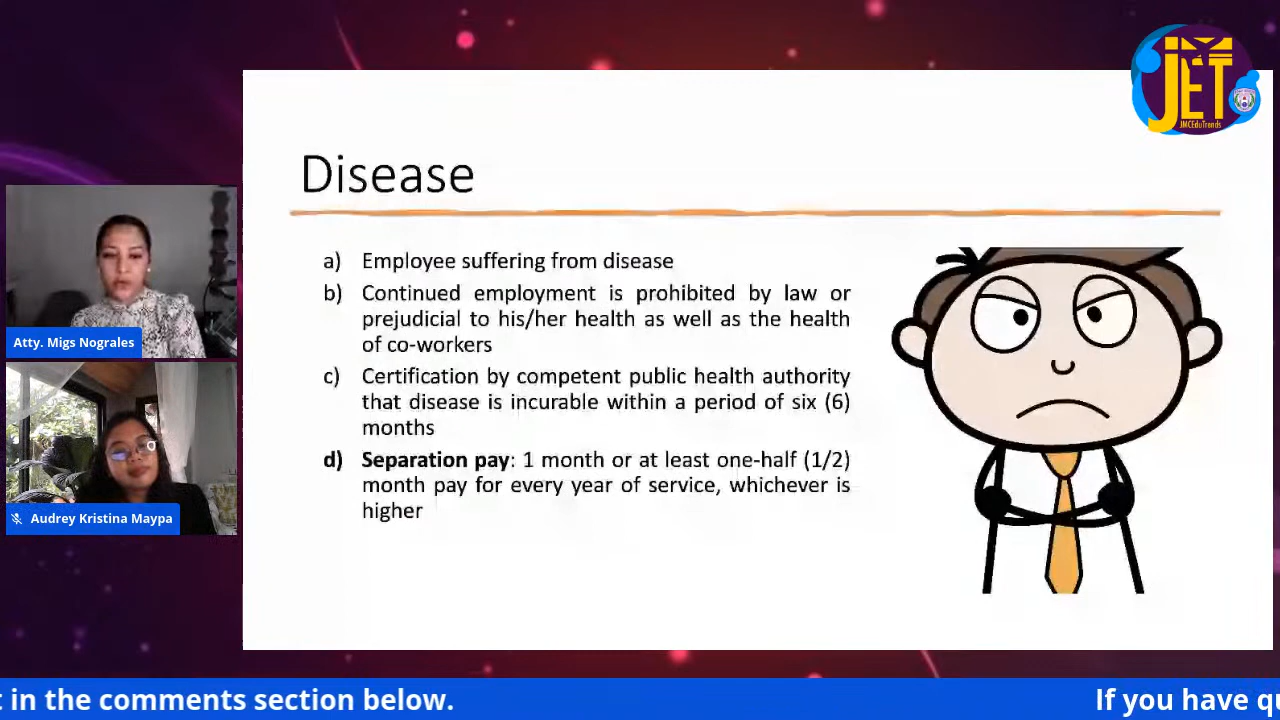 JMC
JET
JMCEduTrends
Disease
a) Employee suffering from disease
b) Continued employment is prohibited by law or
prejudicial to his/her health as well as the health
of co-workers
c) Certification by competent public health authority
that disease is incurable within a period of six (6)
months
d) Separation pay: 1 month or at least one-half (1/2)
month pay for every year of service, whichever is
higher
Atty. Migs Nograles
Audrey Kristina Maypa
in the comments section below.
If you have